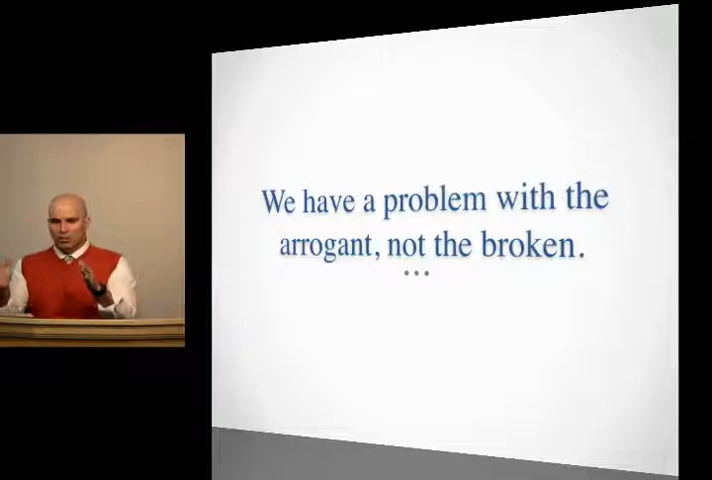 We have a problem with the
arrogant, not the broken.